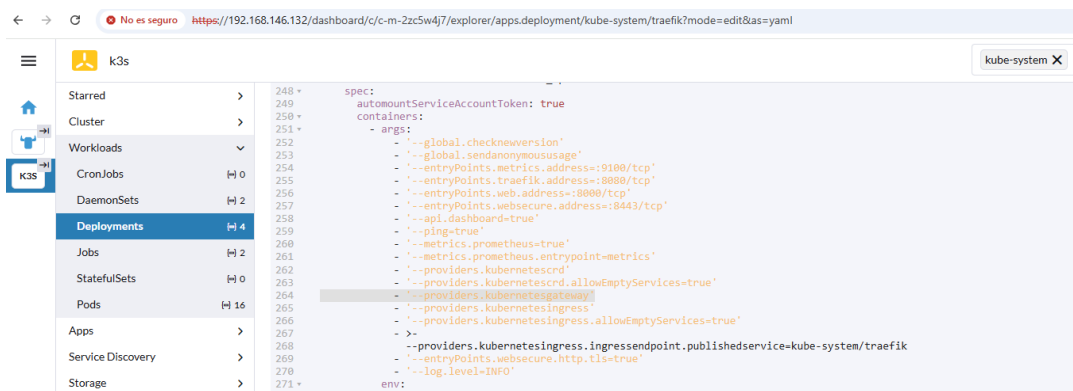 No es seguro https://192.168.146.132/dashboard/c/c-m-2zc5w4j7/explorer/apps.deployment/kube-system/traefik?mode=edit&as=yaml
k3s
kube-system X
K3S
Starred
Cluster
Workloads
CronJobs 0
DaemonSets 2
Deployments 4
Jobs 2
StatefulSets 0
Pods 16
Apps
Service Discovery
Storage
248 spec:
249 automountServiceAccountToken: true
250 containers:
251 - args:
252 - '--global.checknewversion'
253 - '--global.sendanonymoususage'
254 - '--entryPoints.metrics.address=:9100/tcp'
255 - '--entryPoints.traefik.address=:8080/tcp'
256 - '--entryPoints.web.address=:8000/tcp'
257 - '--entryPoints.websecure.address=:8443/tcp'
258 - '--api.dashboard=true'
259 - '--ping=true'
260 - '--metrics.prometheus=true'
261 - '--metrics.prometheus.entrypoint=metrics'
262 - '--providers.kubernetescrd'
263 - '--providers.kubernetescrd.allowEmptyServices=true'
264 - '--providers.kubernetesgateway'
265 - '--providers.kubernetesingress'
266 - '--providers.kubernetesingress.allowEmptyServices=true'
267 - >-
268 --providers.kubernetesingress.ingressendpoint.publishedservice=kube-system/traefik
269 - '--entryPoints.websecure.http.tls=true'
270 - '--log.level=INFO'
271 env: